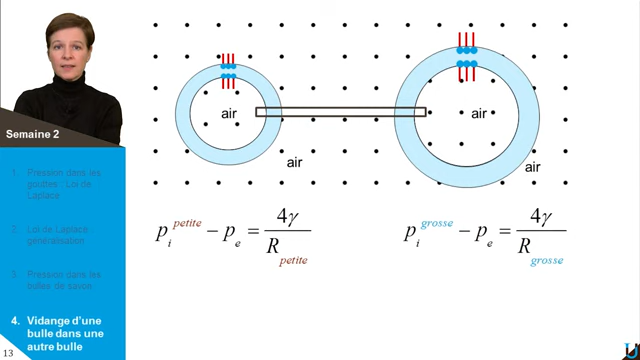 Semaine 2
1. Pression dans les
gouttes : Loi de
Laplace
2. Loi de Laplace
généralisation
3. Pression dans les
bulles de savon
4. Vidange d'une
bulle dans une
autre bulle
13
air
air
air
air
p_i^petite − p_e = 4γ / R_petite
p_i^grosse − p_e = 4γ / R_grosse